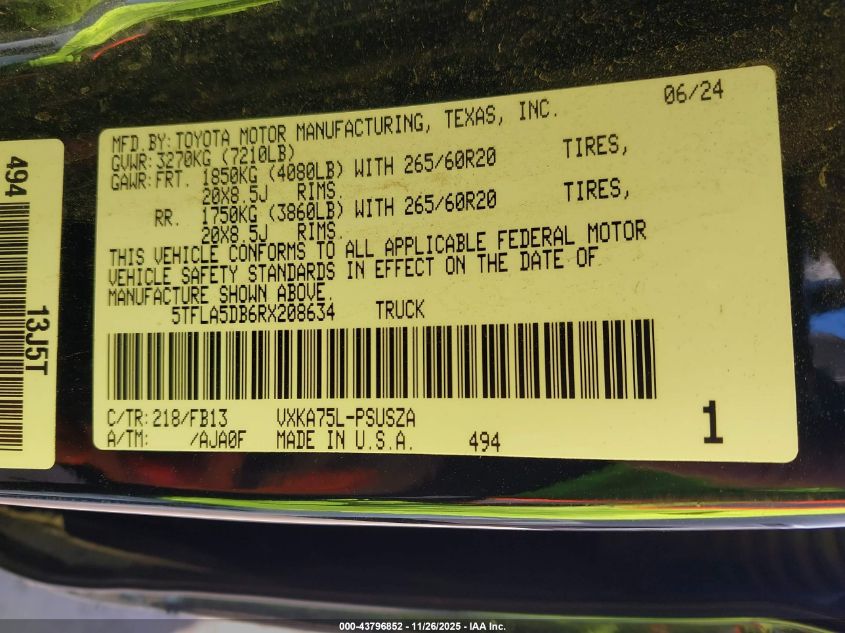 06/24
MFD.BY:TOYOTA MOTOR MANUFACTURING, TEXAS, INC.
GVWR:3270KG (7210LB)
GAWR:FRT. 1850KG (4080LB) WITH 265/60R20 TIRES,
20X8.5J RIMS.
RR. 1750KG (3860LB) WITH 265/60R20 TIRES,
20X8.5J RIMS.
THIS VEHICLE CONFORMS TO ALL APPLICABLE FEDERAL MOTOR
VEHICLE SAFETY STANDARDS IN EFFECT ON THE DATE OF
MANUFACTURE SHOWN ABOVE.
5TFLA5DB6RX208634 TRUCK
C/TR:218/FB13 VXKA75L-PSUSZA
A/TM: /AJA0F MADE IN U.S.A. 494
1
494
13J5T
000-43796852 - 11/26/2025 - IAA Inc.